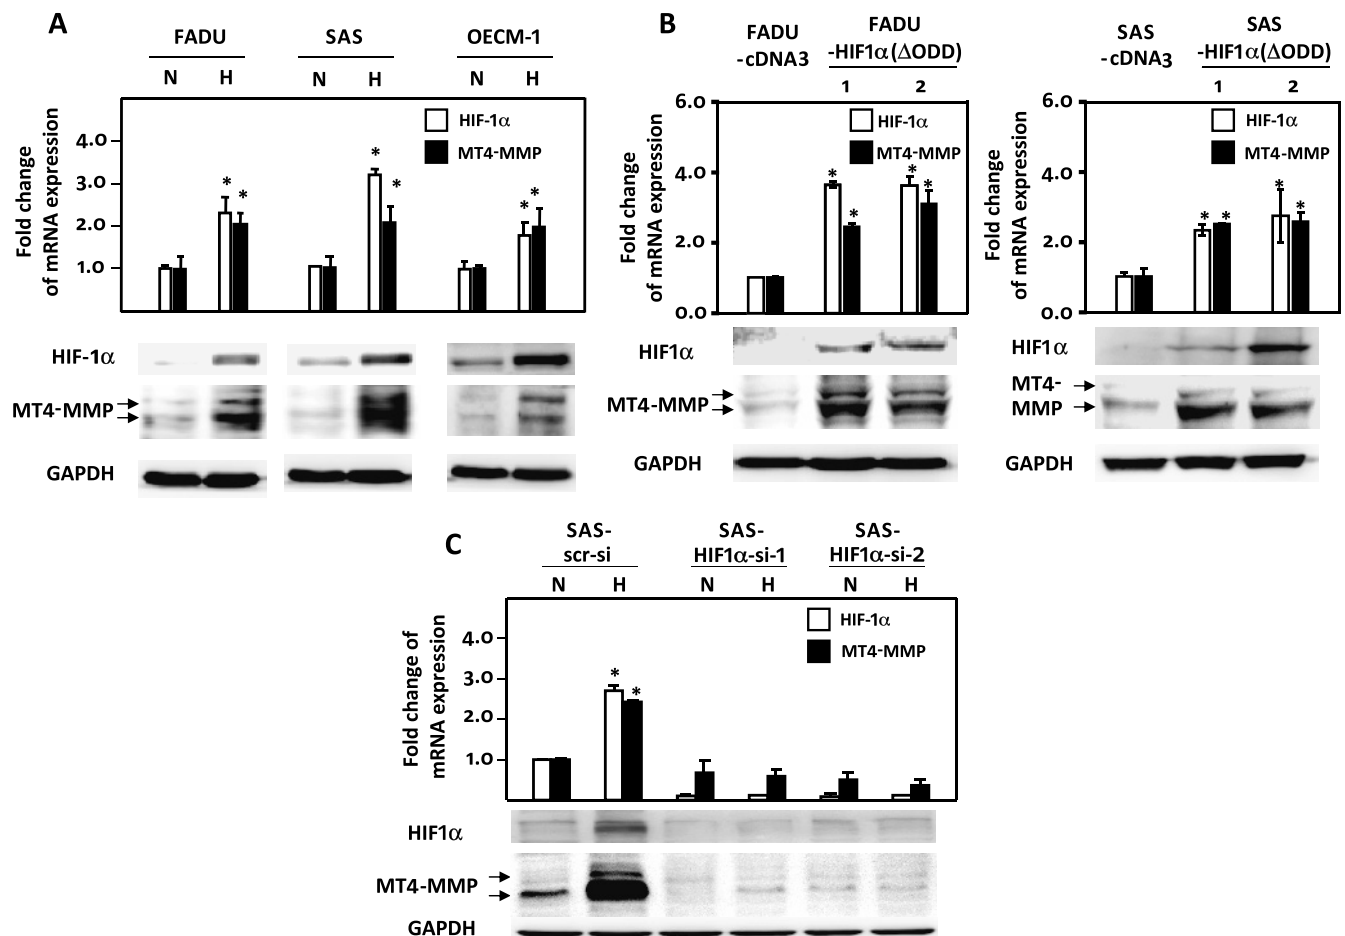 A
FADU SAS OECM-1
N H N H N H
Fold change
of mRNA expression
4.0
3.0
2.0
1.0
HIF-1α
MT4-MMP
* * * * * *
HIF-1α
MT4-MMP
GAPDH
B
FADU
-cDNA3
FADU
-HIF1α(ΔODD)
1 2
Fold change
of mRNA expression
6.0
4.0
2.0
0.0
HIF-1α
MT4-MMP
* * * *
HIF1α
MT4-MMP
GAPDH
SAS
-cDNA3
SAS
-HIF1α(ΔODD)
1 2
Fold change
of mRNA expression
6.0
4.0
2.0
0.0
HIF-1α
MT4-MMP
* * * *
HIF1α
MT4-
MMP
GAPDH
C
SAS-
scr-si
SAS-
HIF1α-si-1
SAS-
HIF1α-si-2
N H N H N H
Fold change of
mRNA expression
4.0
3.0
2.0
1.0
HIF-1α
MT4-MMP
* *
HIF1α
MT4-MMP
GAPDH